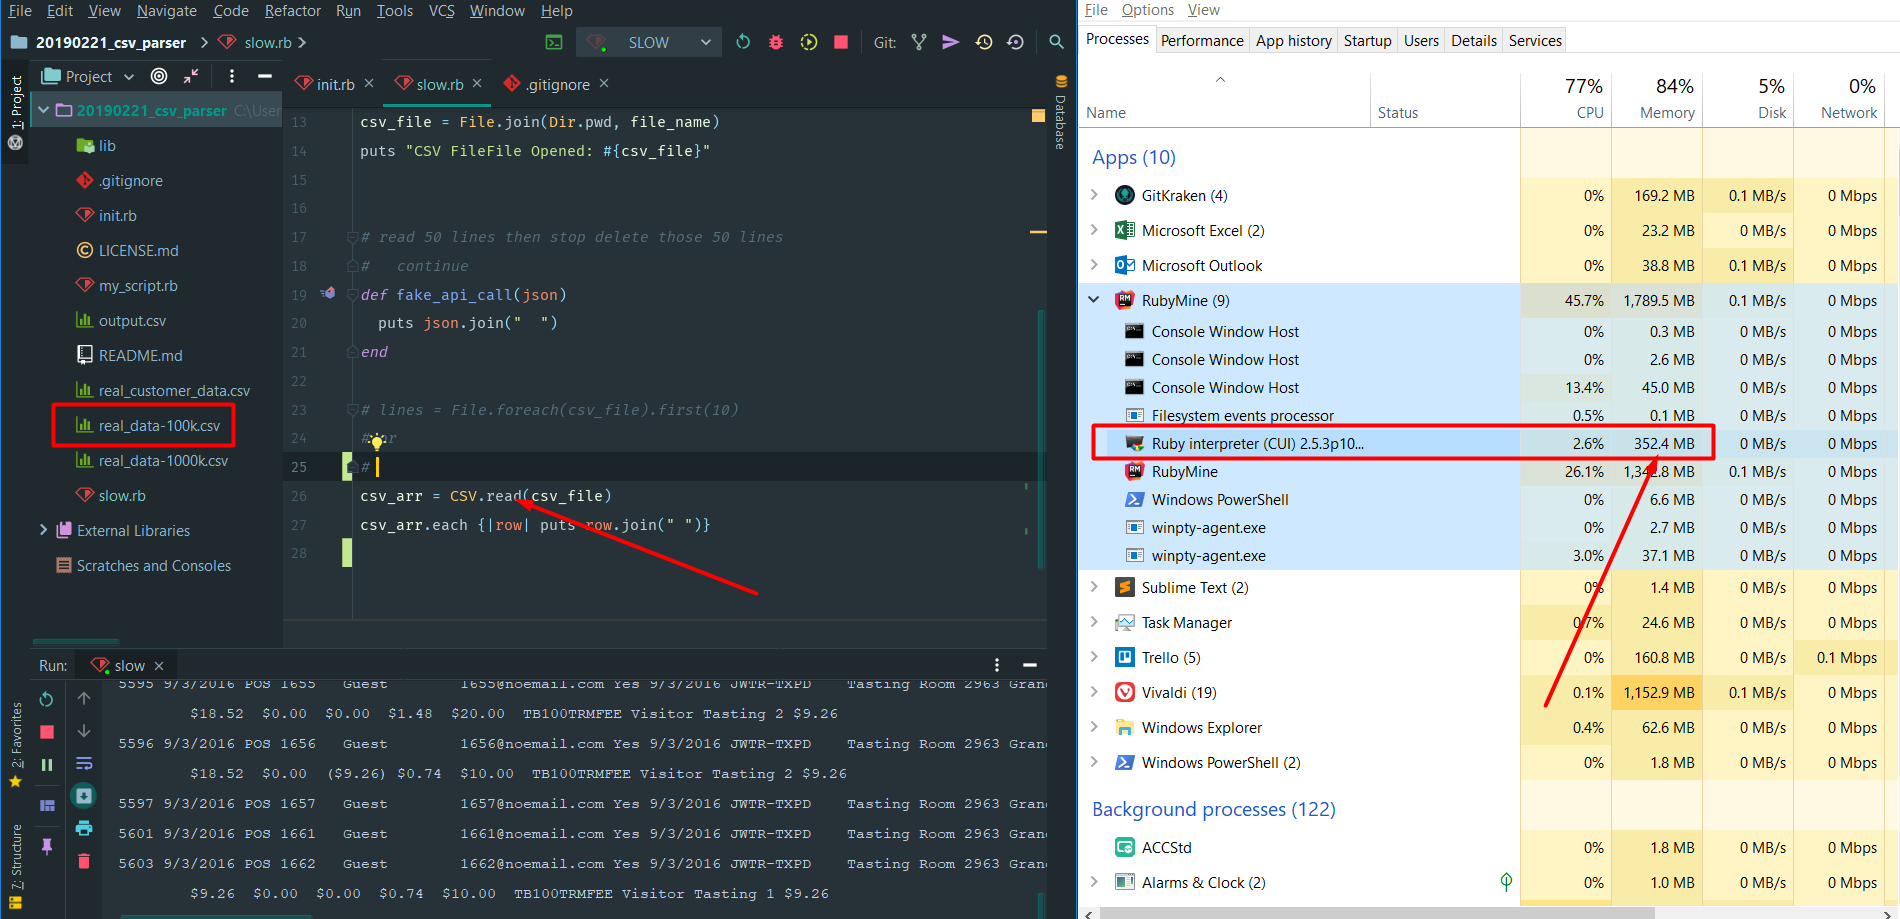 File Edit View Navigate Code Refactor Run Tools VCS Window Help
20190221_csv_parser slow.rb SLOW Git:
Project
init.rb slow.rb .gitignore
1: Project
20190221_csv_parser C:\User
lib
.gitignore
init.rb
LICENSE.md
my_script.rb
output.csv
README.md
real_customer_data.csv
real_data-100k.csv
real_data-1000k.csv
slow.rb
External Libraries
Scratches and Consoles
2: Favorites
7: Structure
Database
13 csv_file = File.join(Dir.pwd, file_name)
14 puts "CSV FileFile Opened: #{csv_file}"
15
16
17 # read 50 lines then stop delete those 50 lines
18 #   continue
19 def fake_api_call(json)
20 puts json.join("  ")
21 end
22
23 # lines = File.foreach(csv_file).first(10)
24 #
25 #
26 csv_arr = CSV.read(csv_file)
27 csv_arr.each {|row| puts row.join(" ")}
28
Run: slow
5595 9/3/2016 POS 1655 Guest 1655@noemail.com Yes 9/3/2016 JWTR-TXPD Tasting Room 2963 Gran
$18.52 $0.00 $0.00 $1.48 $20.00 TB100TRMFEE Visitor Tasting 2 $9.26
5596 9/3/2016 POS 1656 Guest 1656@noemail.com Yes 9/3/2016 JWTR-TXPD Tasting Room 2963 Gran
$18.52 $0.00 ($9.26) $0.74 $10.00 TB100TRMFEE Visitor Tasting 2 $9.26
5597 9/3/2016 POS 1657 Guest 1657@noemail.com Yes 9/3/2016 JWTR-TXPD Tasting Room 2963 Gran
5601 9/3/2016 POS 1661 Guest 1661@noemail.com Yes 9/3/2016 JWTR-TXPD Tasting Room 2963 Gran
5603 9/3/2016 POS 1662 Guest 1662@noemail.com Yes 9/3/2016 JWTR-TXPD Tasting Room 2963 Gran
$9.26 $0.00 $0.00 $0.74 $10.00 TB100TRMFEE Visitor Tasting 1 $9.26
File Options View
Processes Performance App history Startup Users Details Services
77% 84% 5% 0%
Name Status CPU Memory Disk Network
Apps (10)
GitKraken (4) 0% 169.2 MB 0.1 MB/s 0 Mbps
Microsoft Excel (2) 0% 23.2 MB 0 MB/s 0 Mbps
Microsoft Outlook 0% 38.8 MB 0.1 MB/s 0 Mbps
RubyMine (9) 45.7% 1,789.5 MB 0.1 MB/s 0 Mbps
Console Window Host 0% 0.3 MB 0 MB/s 0 Mbps
Console Window Host 0% 2.6 MB 0 MB/s 0 Mbps
Console Window Host 13.4% 45.0 MB 0 MB/s 0 Mbps
Filesystem events processor 0.5% 0.1 MB 0 MB/s 0 Mbps
Ruby interpreter (CUI) 2.5.3p10... 2.6% 352.4 MB 0 MB/s 0 Mbps
RubyMine 26.1% MB 0.1 MB/s 0 Mbps
Windows PowerShell 0% 6.6 MB 0 MB/s 0 Mbps
winpty-agent.exe 0% 2.7 MB 0 MB/s 0 Mbps
winpty-agent.exe 3.0% 37.1 MB 0 MB/s 0 Mbps
Sublime Text (2) 0% 1.4 MB 0 MB/s 0 Mbps
Task Manager 0.7% 24.6 MB 0 MB/s 0 Mbps
Trello (5) 0% 160.8 MB 0 MB/s 0.1 Mbps
Vivaldi (19) 0.1% 1,152.9 MB 0.1 MB/s 0 Mbps
Windows Explorer 0.4% 62.6 MB 0 MB/s 0 Mbps
Windows PowerShell (2) 0% 1.8 MB 0 MB/s 0 Mbps
Background processes (122)
ACCStd 0% 1.8 MB 0 MB/s 0 Mbps
Alarms & Clock (2) 0% 1.0 MB 0 MB/s 0 Mbps